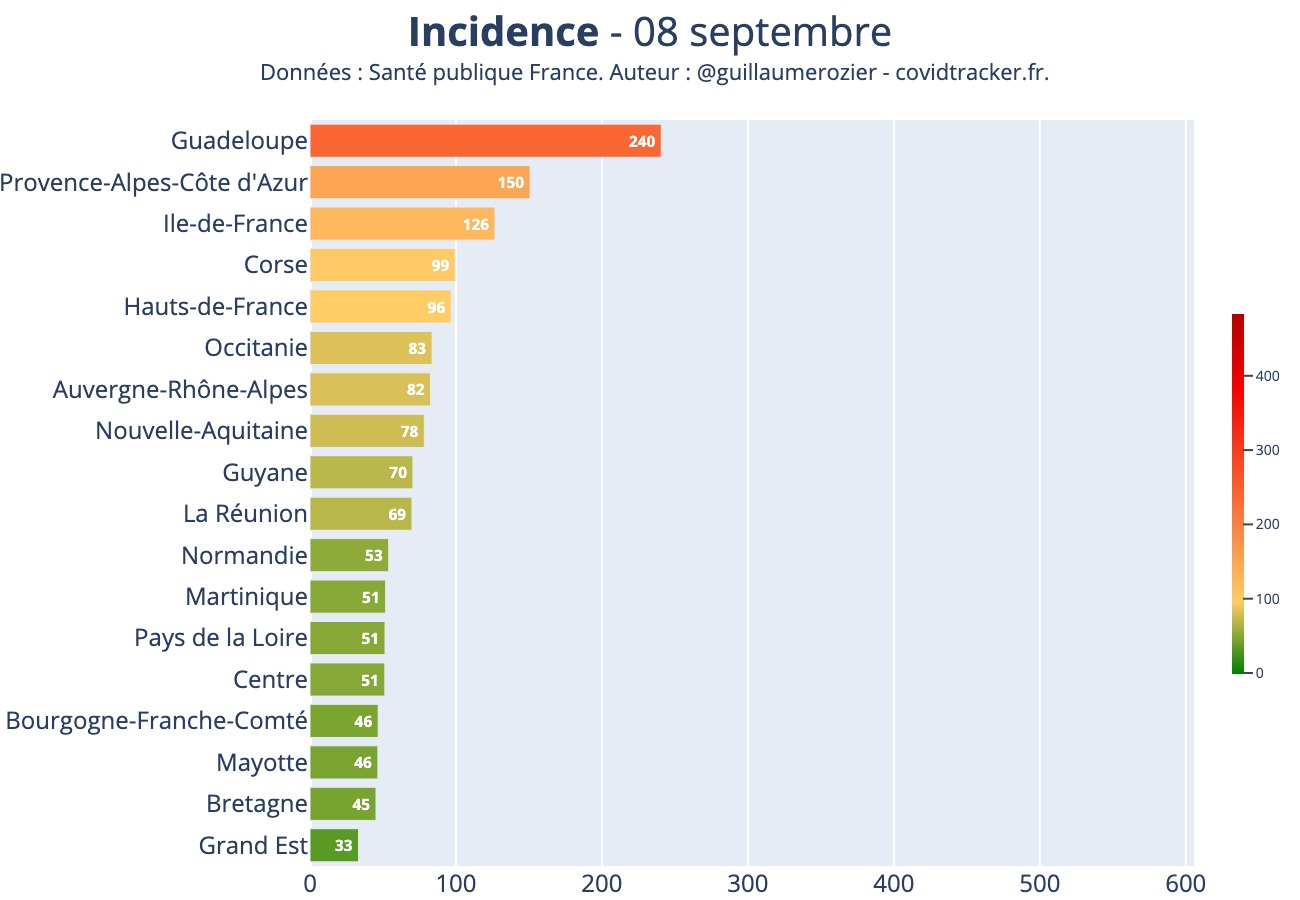 Incidence - 08 septembre
Données : Santé publique France. Auteur : @guillaumerozier - covidtracker.fr.
Guadeloupe 240
Provence-Alpes-Côte d'Azur 150
Ile-de-France 126
Corse 99
Hauts-de-France 96
Occitanie 83
Auvergne-Rhône-Alpes 82
Nouvelle-Aquitaine 78
Guyane 70
La Réunion 69
Normandie 53
Martinique 51
Pays de la Loire 51
Centre 51
Bourgogne-Franche-Comté 46
Mayotte 46
Bretagne 45
Grand Est 33
0 100 200 300 400 500 600
400
300
200
100
0